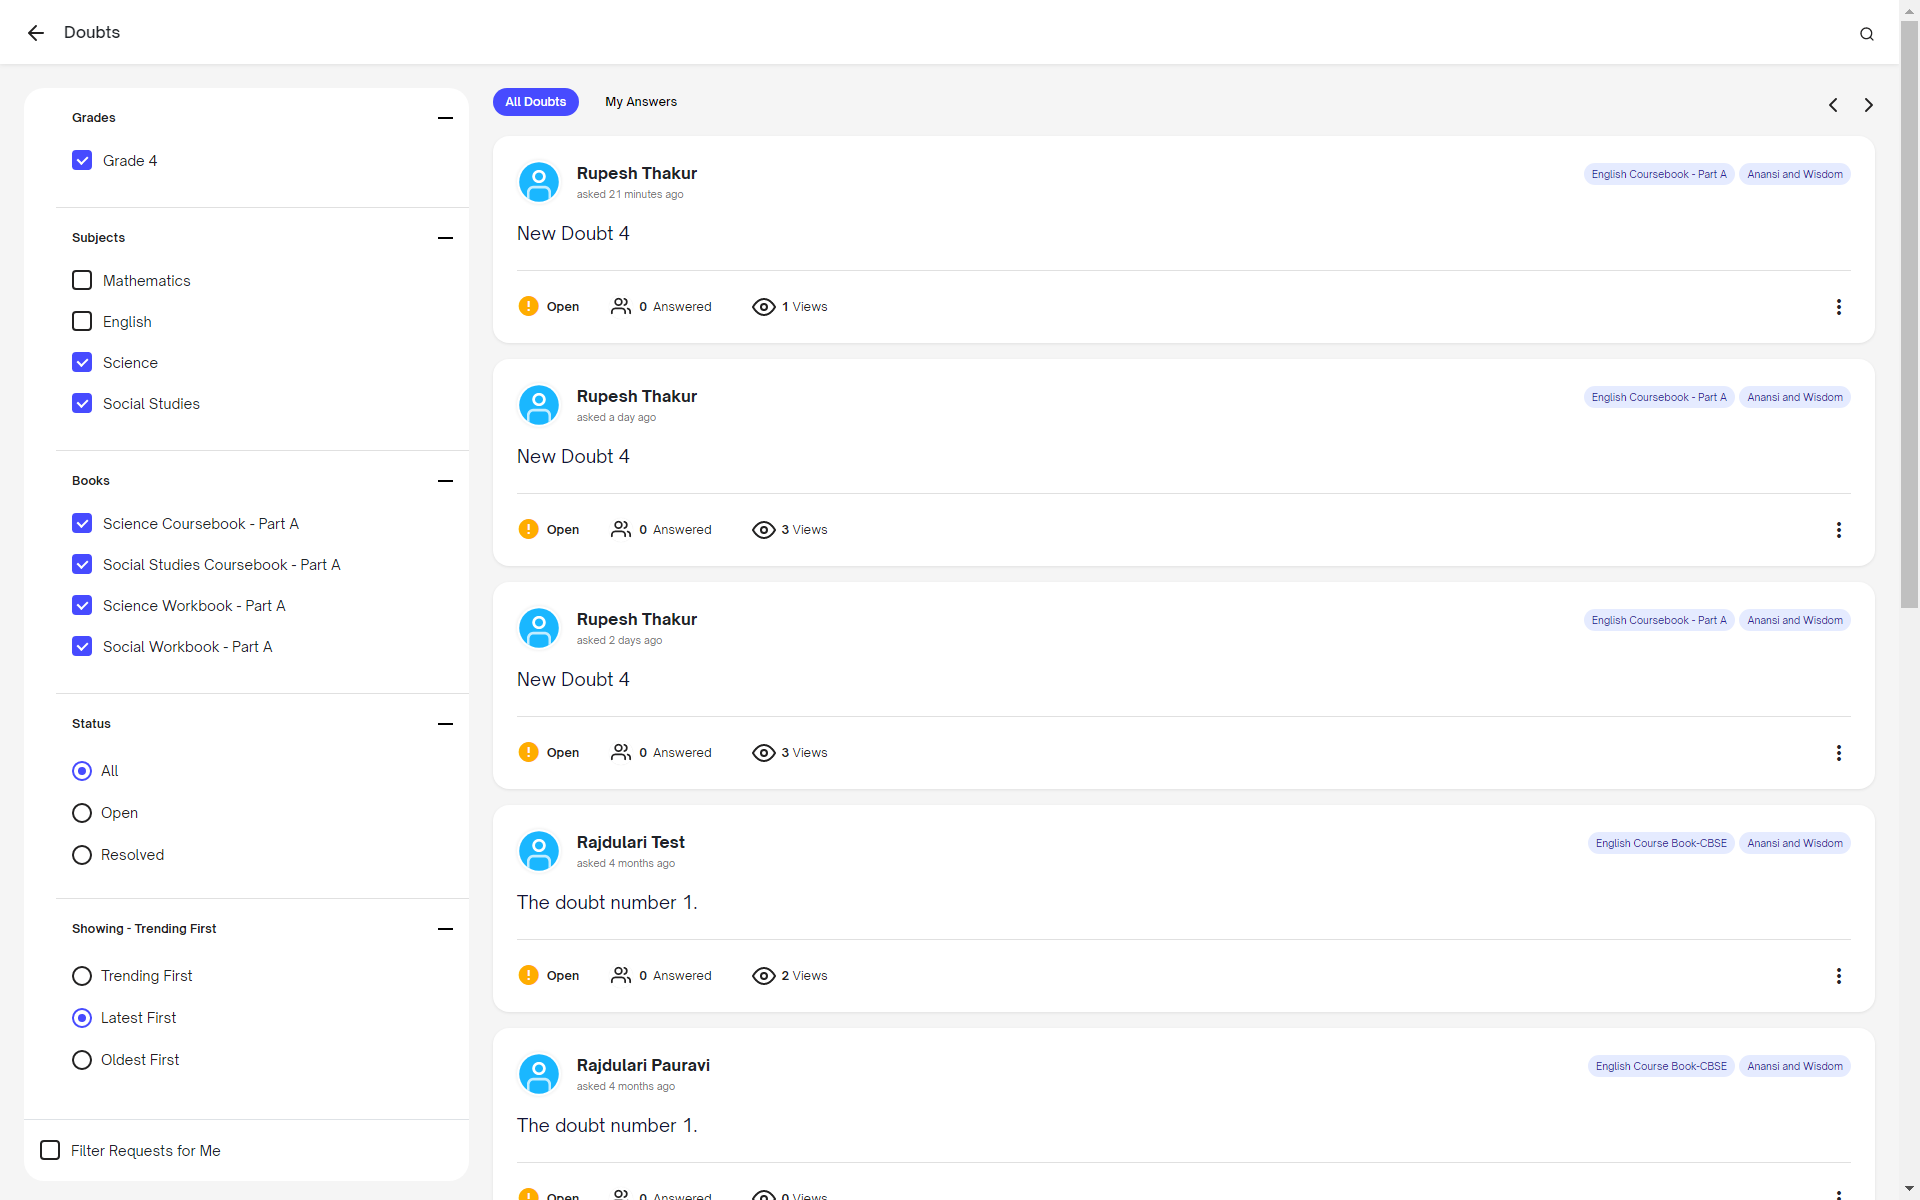 Doubts
Grades
Grade 4
Subjects
Mathematics
English
Science
Social Studies
Books
Science Coursebook - Part A
Social Studies Coursebook - Part A
Science Workbook - Part A
Social Workbook - Part A
Status
All
Open
Resolved
Showing - Trending First
Trending First
Latest First
Oldest First
Filter Requests for Me
All Doubts My Answers
Rupesh Thakur English Coursebook - Part A Anansi and Wisdom
asked 21 minutes ago
New Doubt 4
Open 0 Answered 1 Views
Rupesh Thakur English Coursebook - Part A Anansi and Wisdom
asked a day ago
New Doubt 4
Open 0 Answered 3 Views
Rupesh Thakur English Coursebook - Part A Anansi and Wisdom
asked 2 days ago
New Doubt 4
Open 0 Answered 3 Views
Rajdulari Test English Course Book-CBSE Anansi and Wisdom
asked 4 months ago
The doubt number 1.
Open 0 Answered 2 Views
Rajdulari Pauravi English Course Book-CBSE Anansi and Wisdom
asked 4 months ago
The doubt number 1.
Open 0 Answered 0 Views